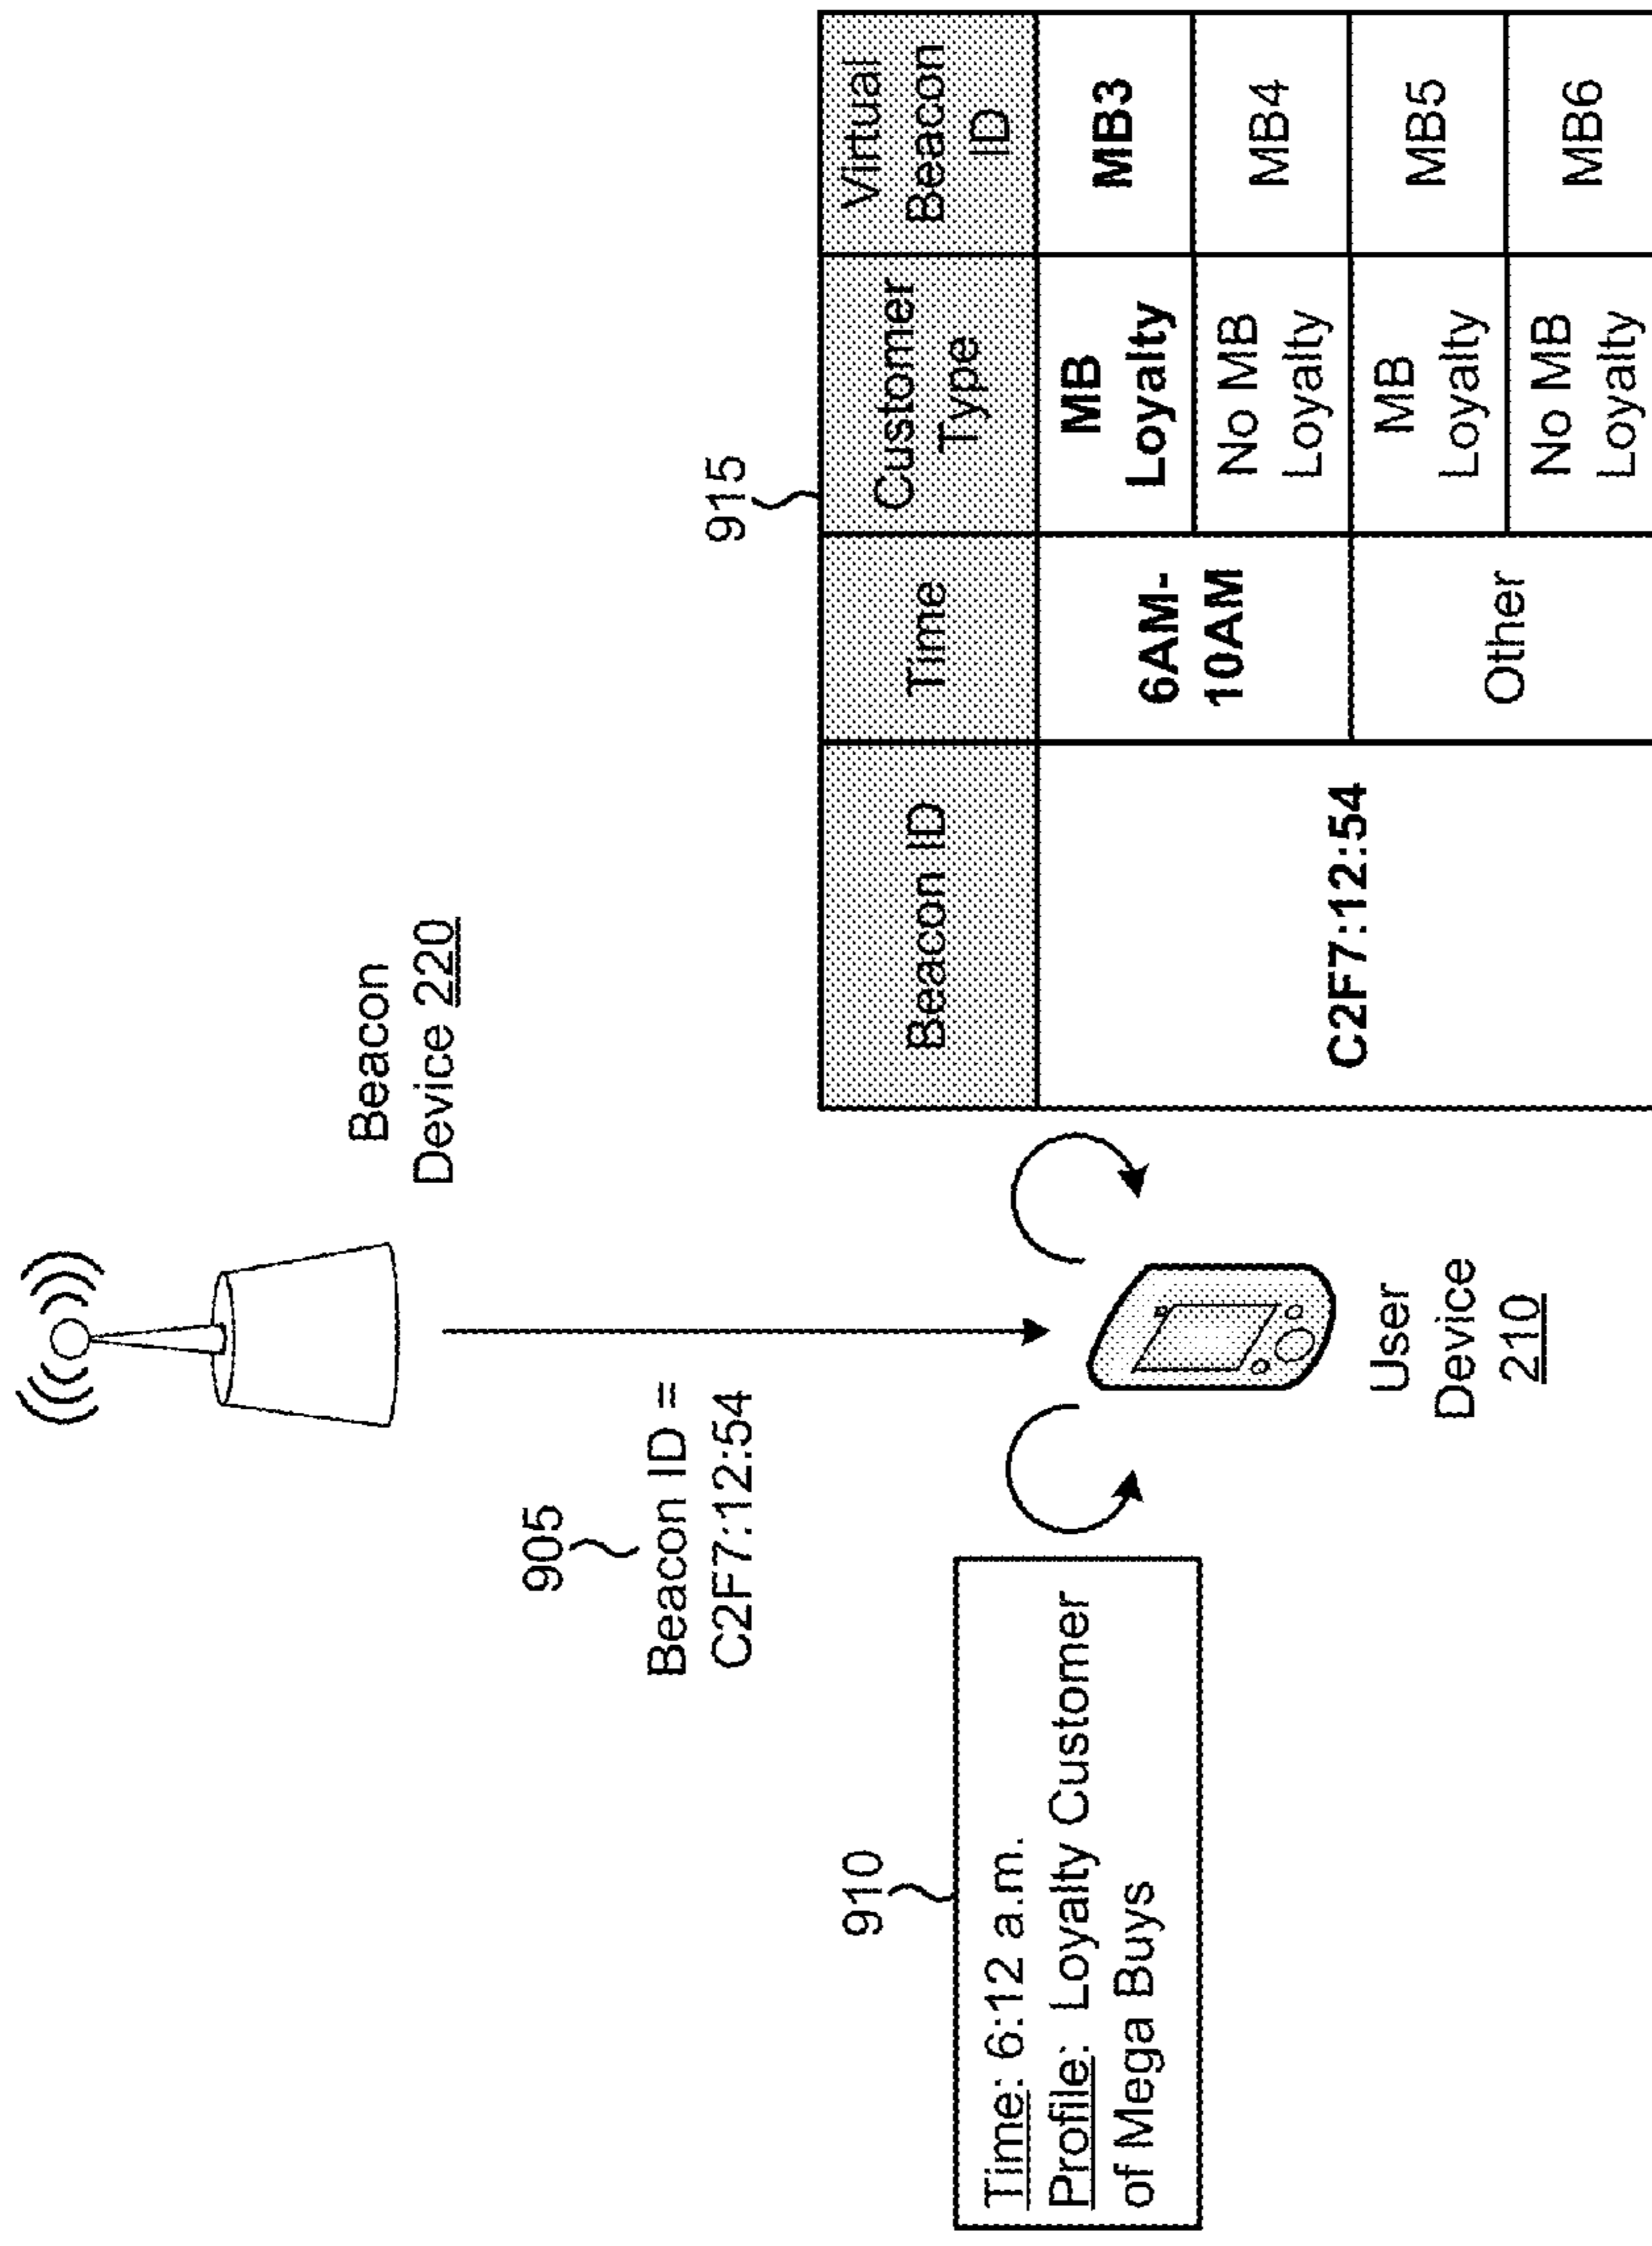 Beacon
Device 220
905
Beacon ID =
C2F7:12:54
910
Time: 6:12 a.m.
Profile: Loyalty Customer
of Mega Buys
User
Device
210
915
Beacon ID
Time
Customer
Type
Virtual
Beacon
ID
C2F7:12:54
6AM-
10AM
MB
Loyalty
MB3
No MB
Loyalty
MB4
Other
MB
Loyalty
MB5
No MB
Loyalty
MB6